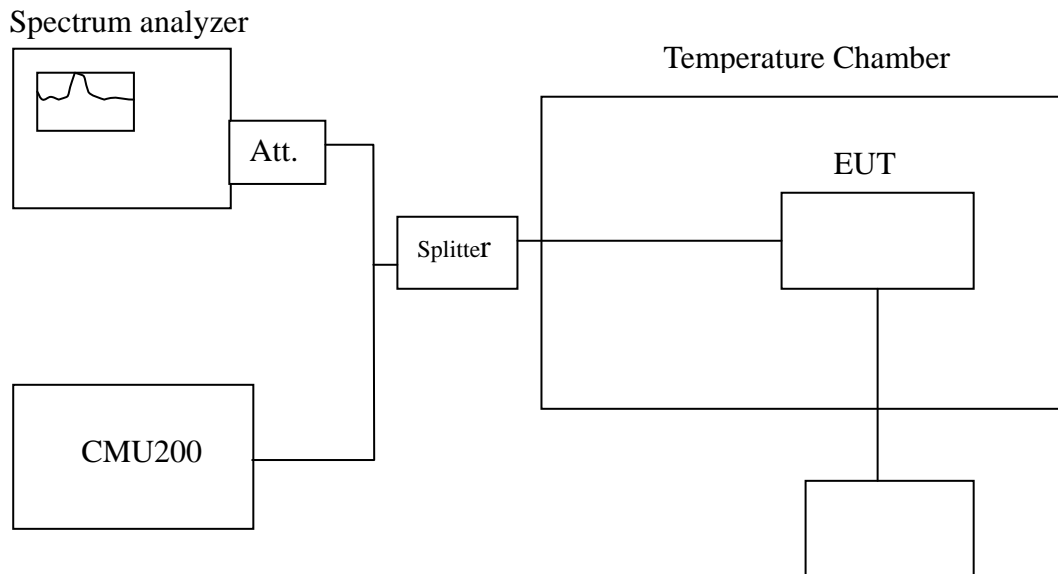 Spectrum analyzer
Temperature Chamber
Att.
EUT
Splitter
CMU200